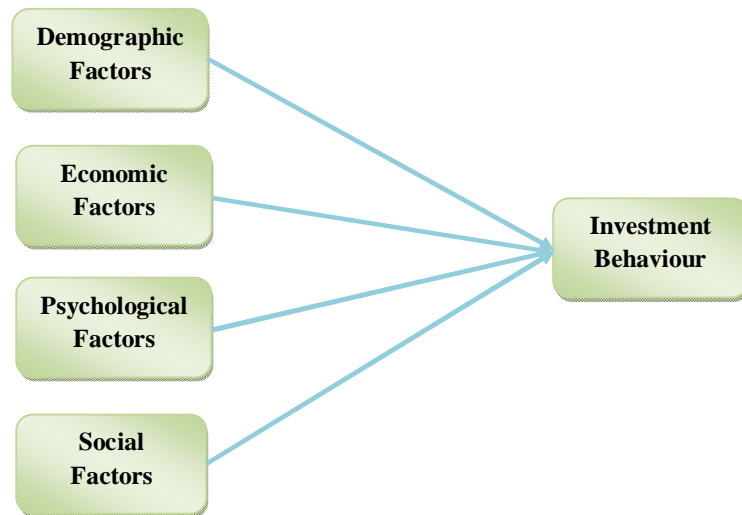 Demographic
Factors
Economic
Factors
Psychological
Factors
Social
Factors
Investment
Behaviour